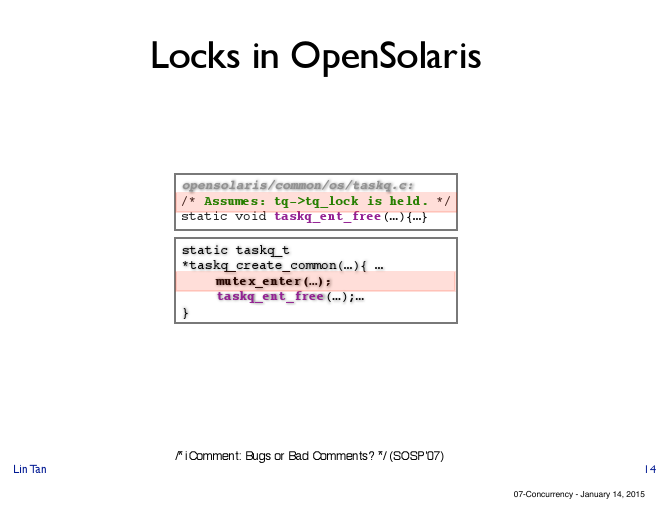 Locks in OpenSolaris
opensolaris/common/os/taskq.c:
/* Assumes: tq->tq_lock is held. */
static void taskq_ent_free(…){…}
static taskq_t
*taskq_create_common(…){ …
mutex_enter(…);
taskq_ent_free(…);…
}
/* iComment: Bugs or Bad Comments? */ (SOSP'07)
Lin Tan
14
07-Concurrency - January 14, 2015